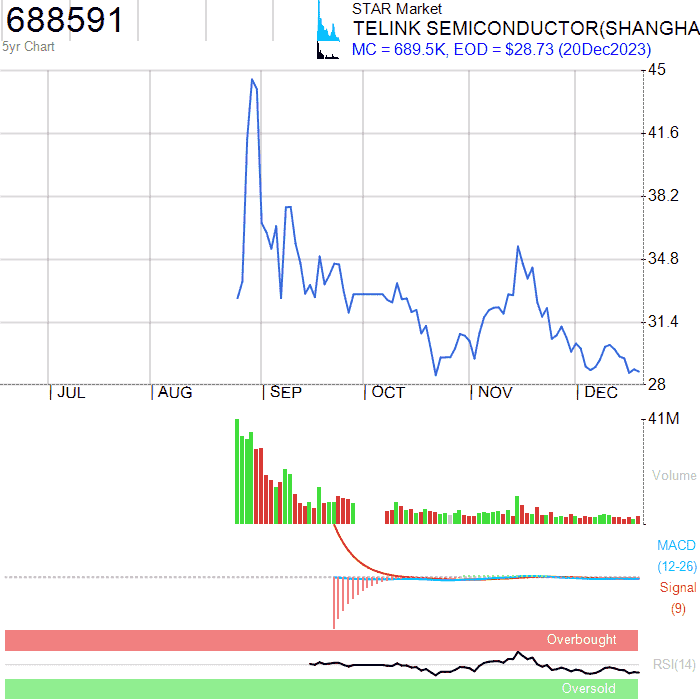 688591
STAR Market
TELINK SEMICONDUCTOR(SHANGHA
5yr Chart
MC = 689.5K, EOD = $28.73 (20Dec2023)
45
41.6
38.2
34.8
31.4
28
JUL AUG SEP OCT NOV DEC
41M
Volume
MACD
(12-26)
Signal
(9)
Overbought
RSI(14)
Oversold